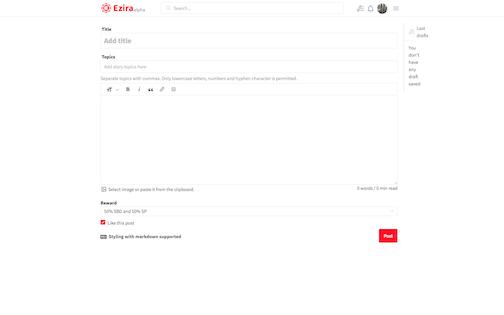 Ezira alpha
Search...
Title
Add title
Last
drafts
You
don't
have
any
draft
saved
Topics
Add story topics here
Separate topics with commas. Only lowercase letters, numbers and hyphen character is permitted.
B i
Select image or paste it from the clipboard.
0 words / 0 min read
Reward
50% SBD and 50% SP
Like this post
Styling with markdown supported
Post